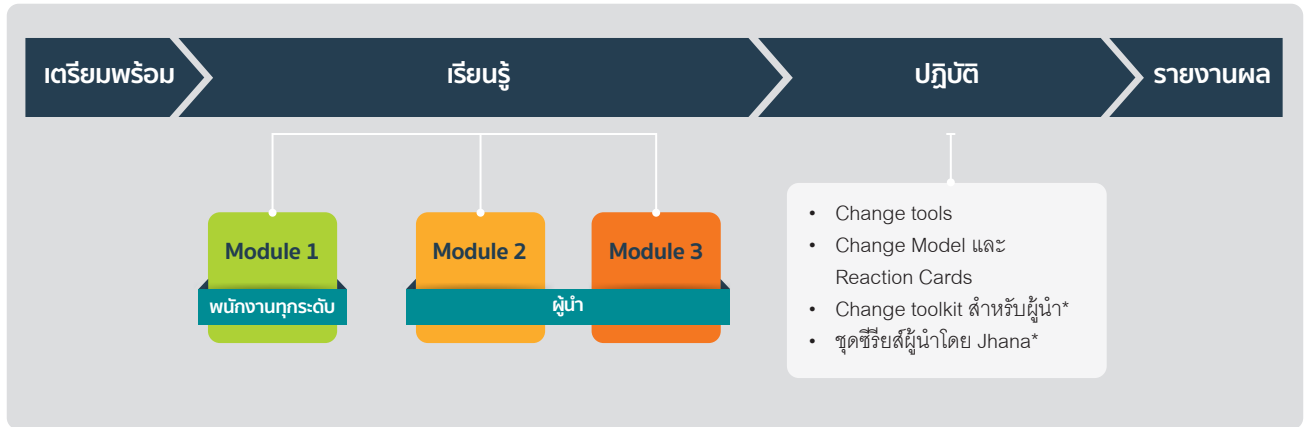 เตรียมพร้อม
เรียนรู้
ปฏิบัติ
รายงานผล
Module 1
พนักงานทุกระดับ
Module 2
Module 3
ผู้นำ
• Change tools
• Change Model และ
Reaction Cards
• Change toolkit สำหรับผู้นำ*
• ชุดซีรียส์ผู้นำโดย Jhana*